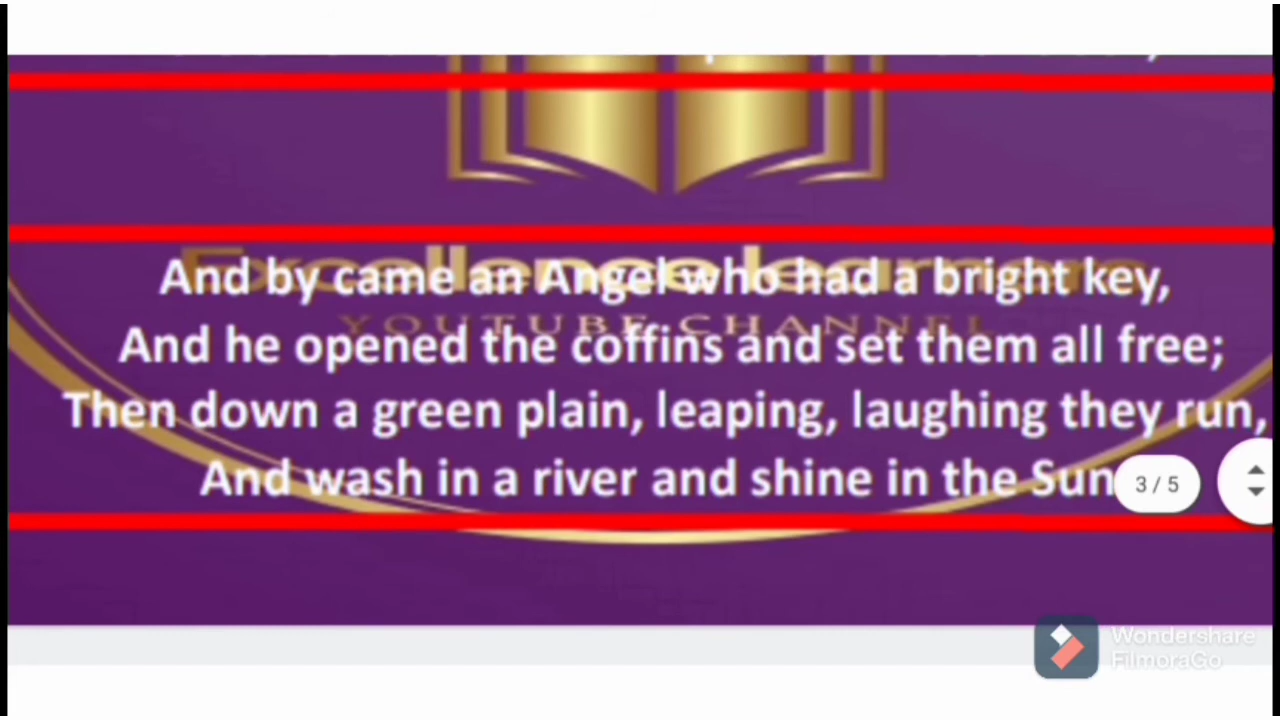 Excellence learners
YOUTUBE CHANNEL
And by came an Angel who had a bright key,
And he opened the coffins and set them all free;
Then down a green plain, leaping, laughing they run,
And wash in a river and shine in the Sun
3 / 5
Wondershare
FilmoraGo